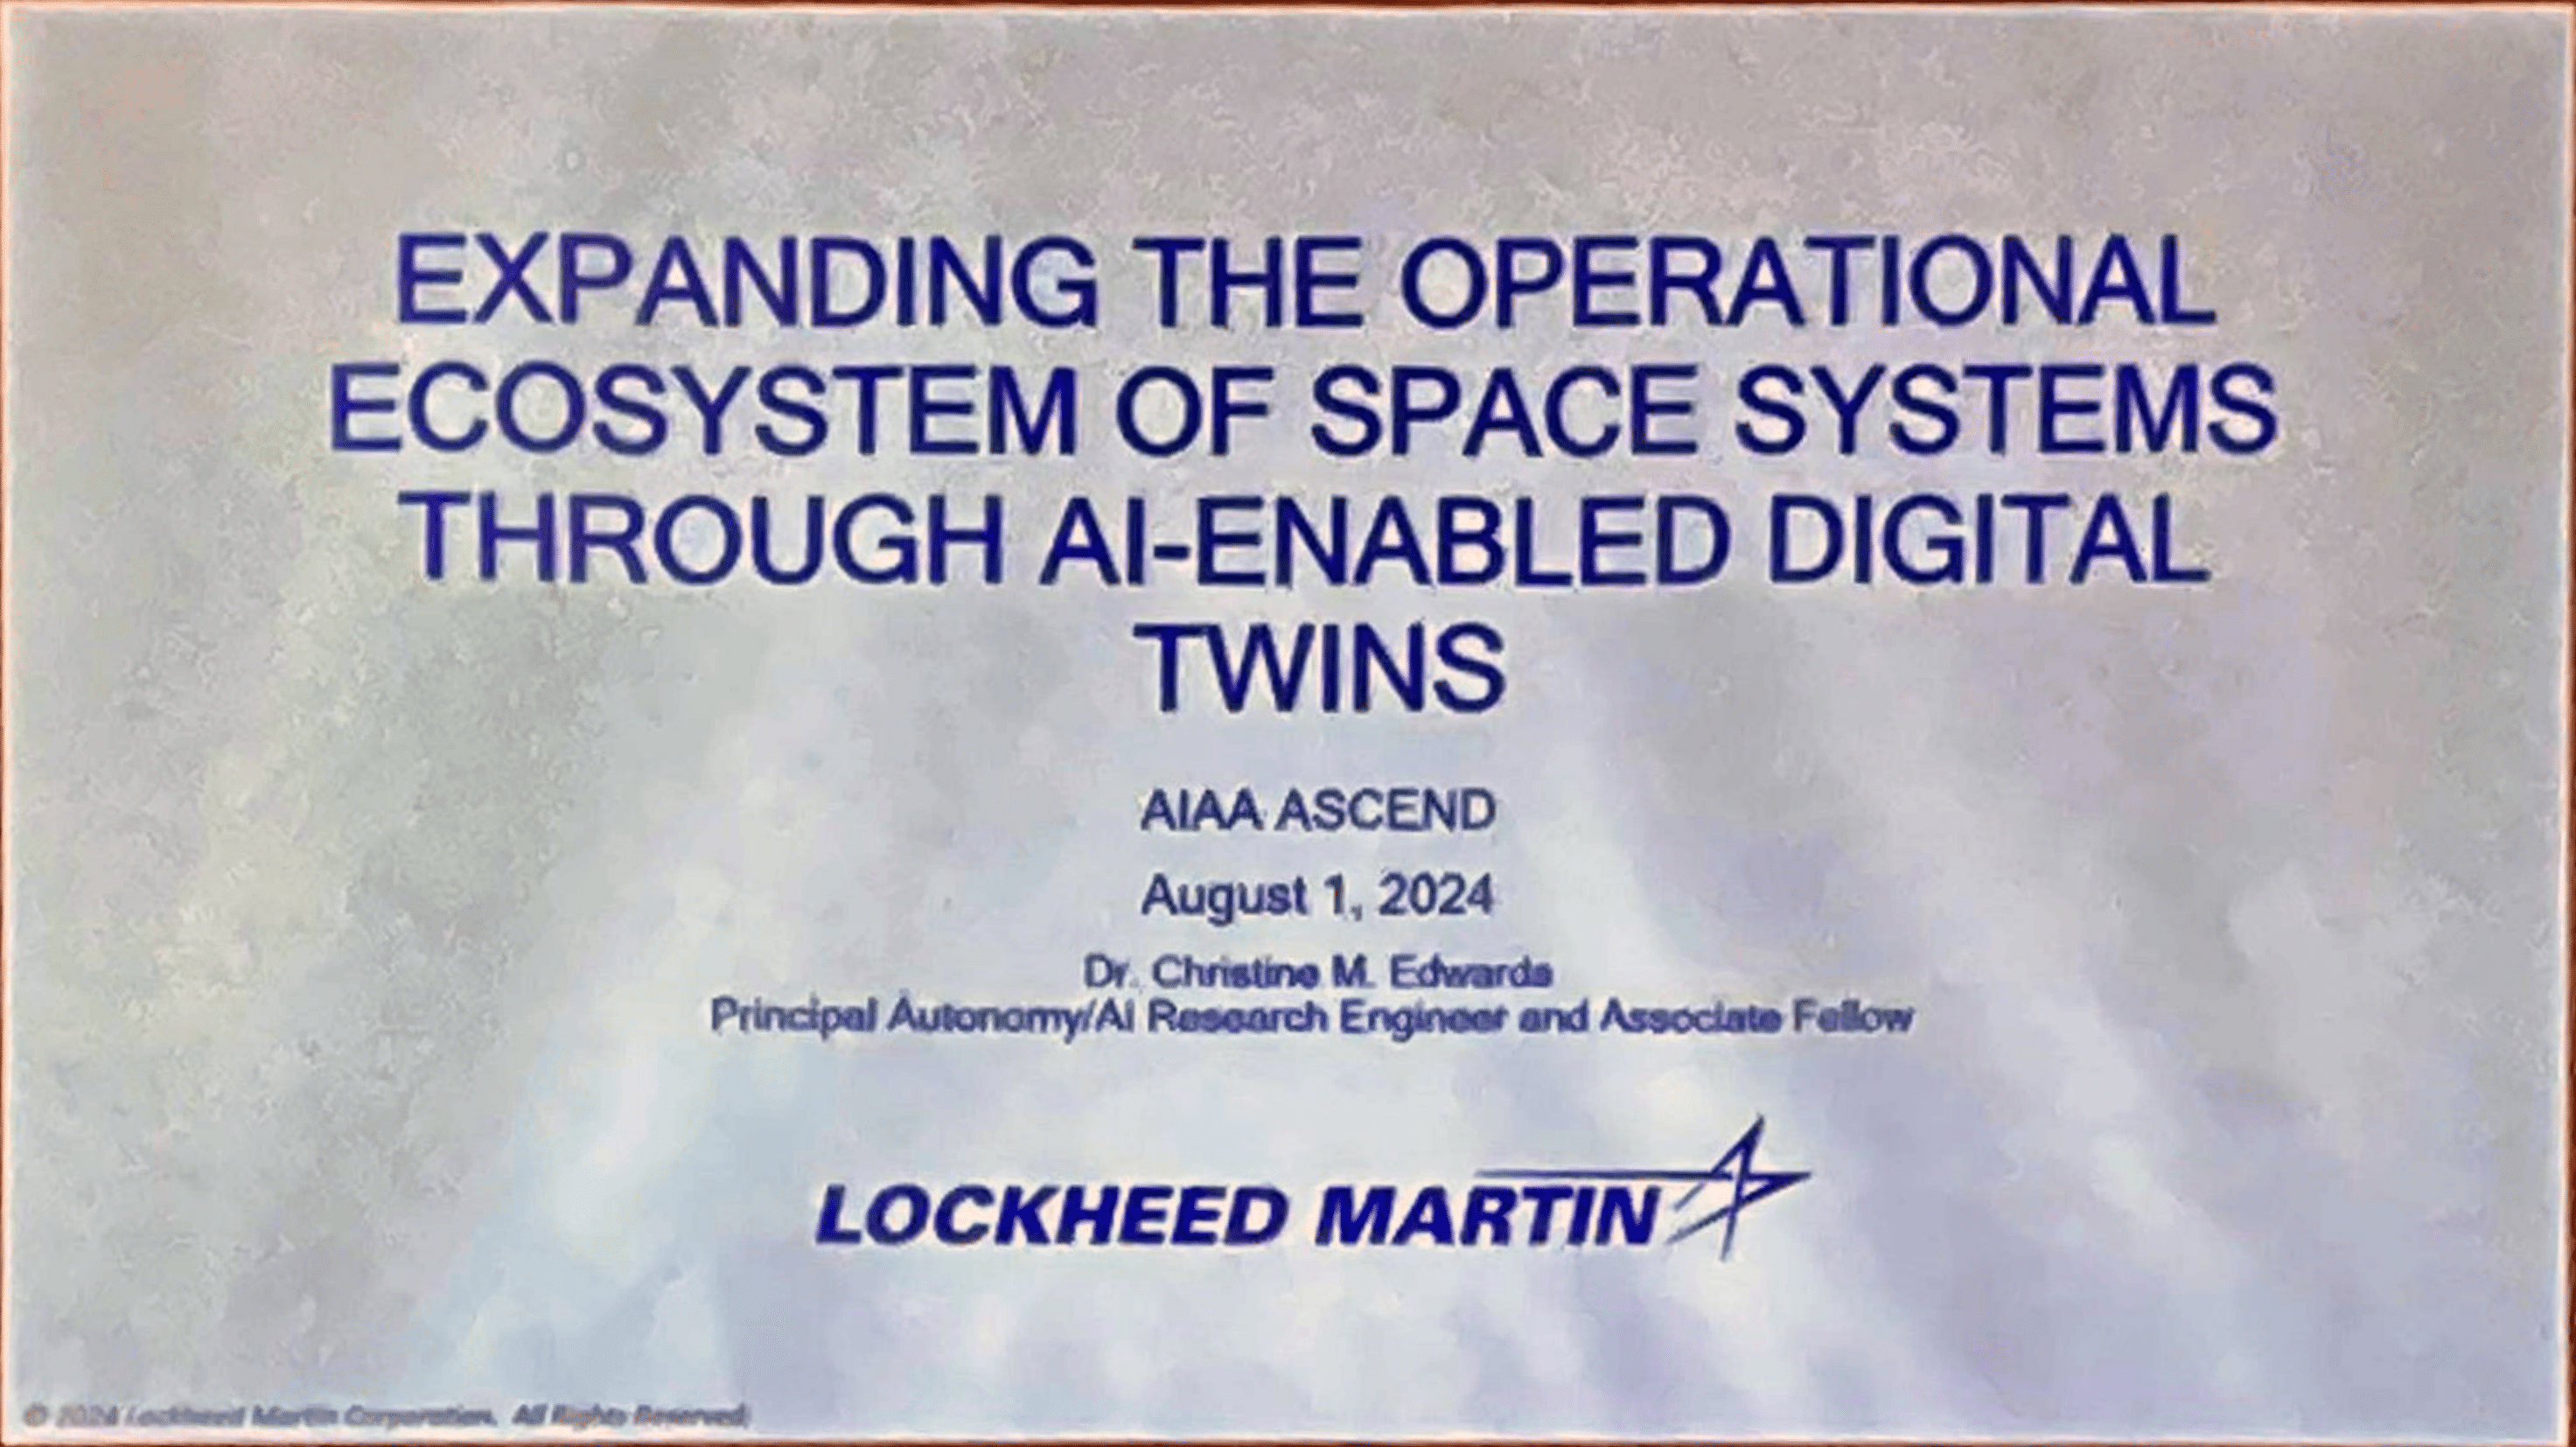 EXPANDING THE OPERATIONAL
ECOSYSTEM OF SPACE SYSTEMS
THROUGH AI-ENABLED DIGITAL
TWINS
AIAA ASCEND
August 1, 2024
Dr. Christine M. Edwards
Principal Autonomy/AI Research Engineer and Associate Fellow
LOCKHEED MARTIN
© 2024 Lockheed Martin Corporation. All Rights Reserved.